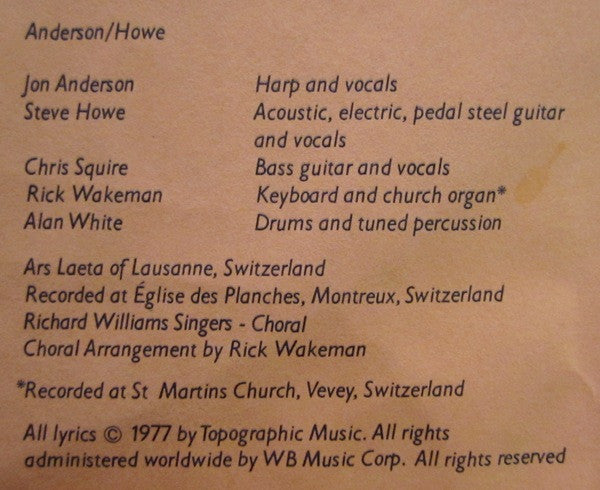 Anderson/Howe
Jon Anderson Harp and vocals
Steve Howe Acoustic, electric, pedal steel guitar
and vocals
Chris Squire Bass guitar and vocals
Rick Wakeman Keyboard and church organ*
Alan White Drums and tuned percussion
Ars Laeta of Lausanne, Switzerland
Recorded at Église des Planches, Montreux, Switzerland
Richard Williams Singers - Choral
Choral Arrangement by Rick Wakeman
*Recorded at St Martins Church, Vevey, Switzerland
All lyrics © 1977 by Topographic Music. All rights
administered worldwide by WB Music Corp. All rights reserved